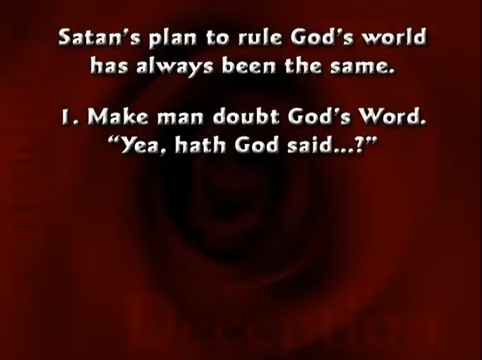 Satan's plan to rule God's world
has always been the same.
1. Make man doubt God's Word.
"Yea, hath God said...?"
Deception